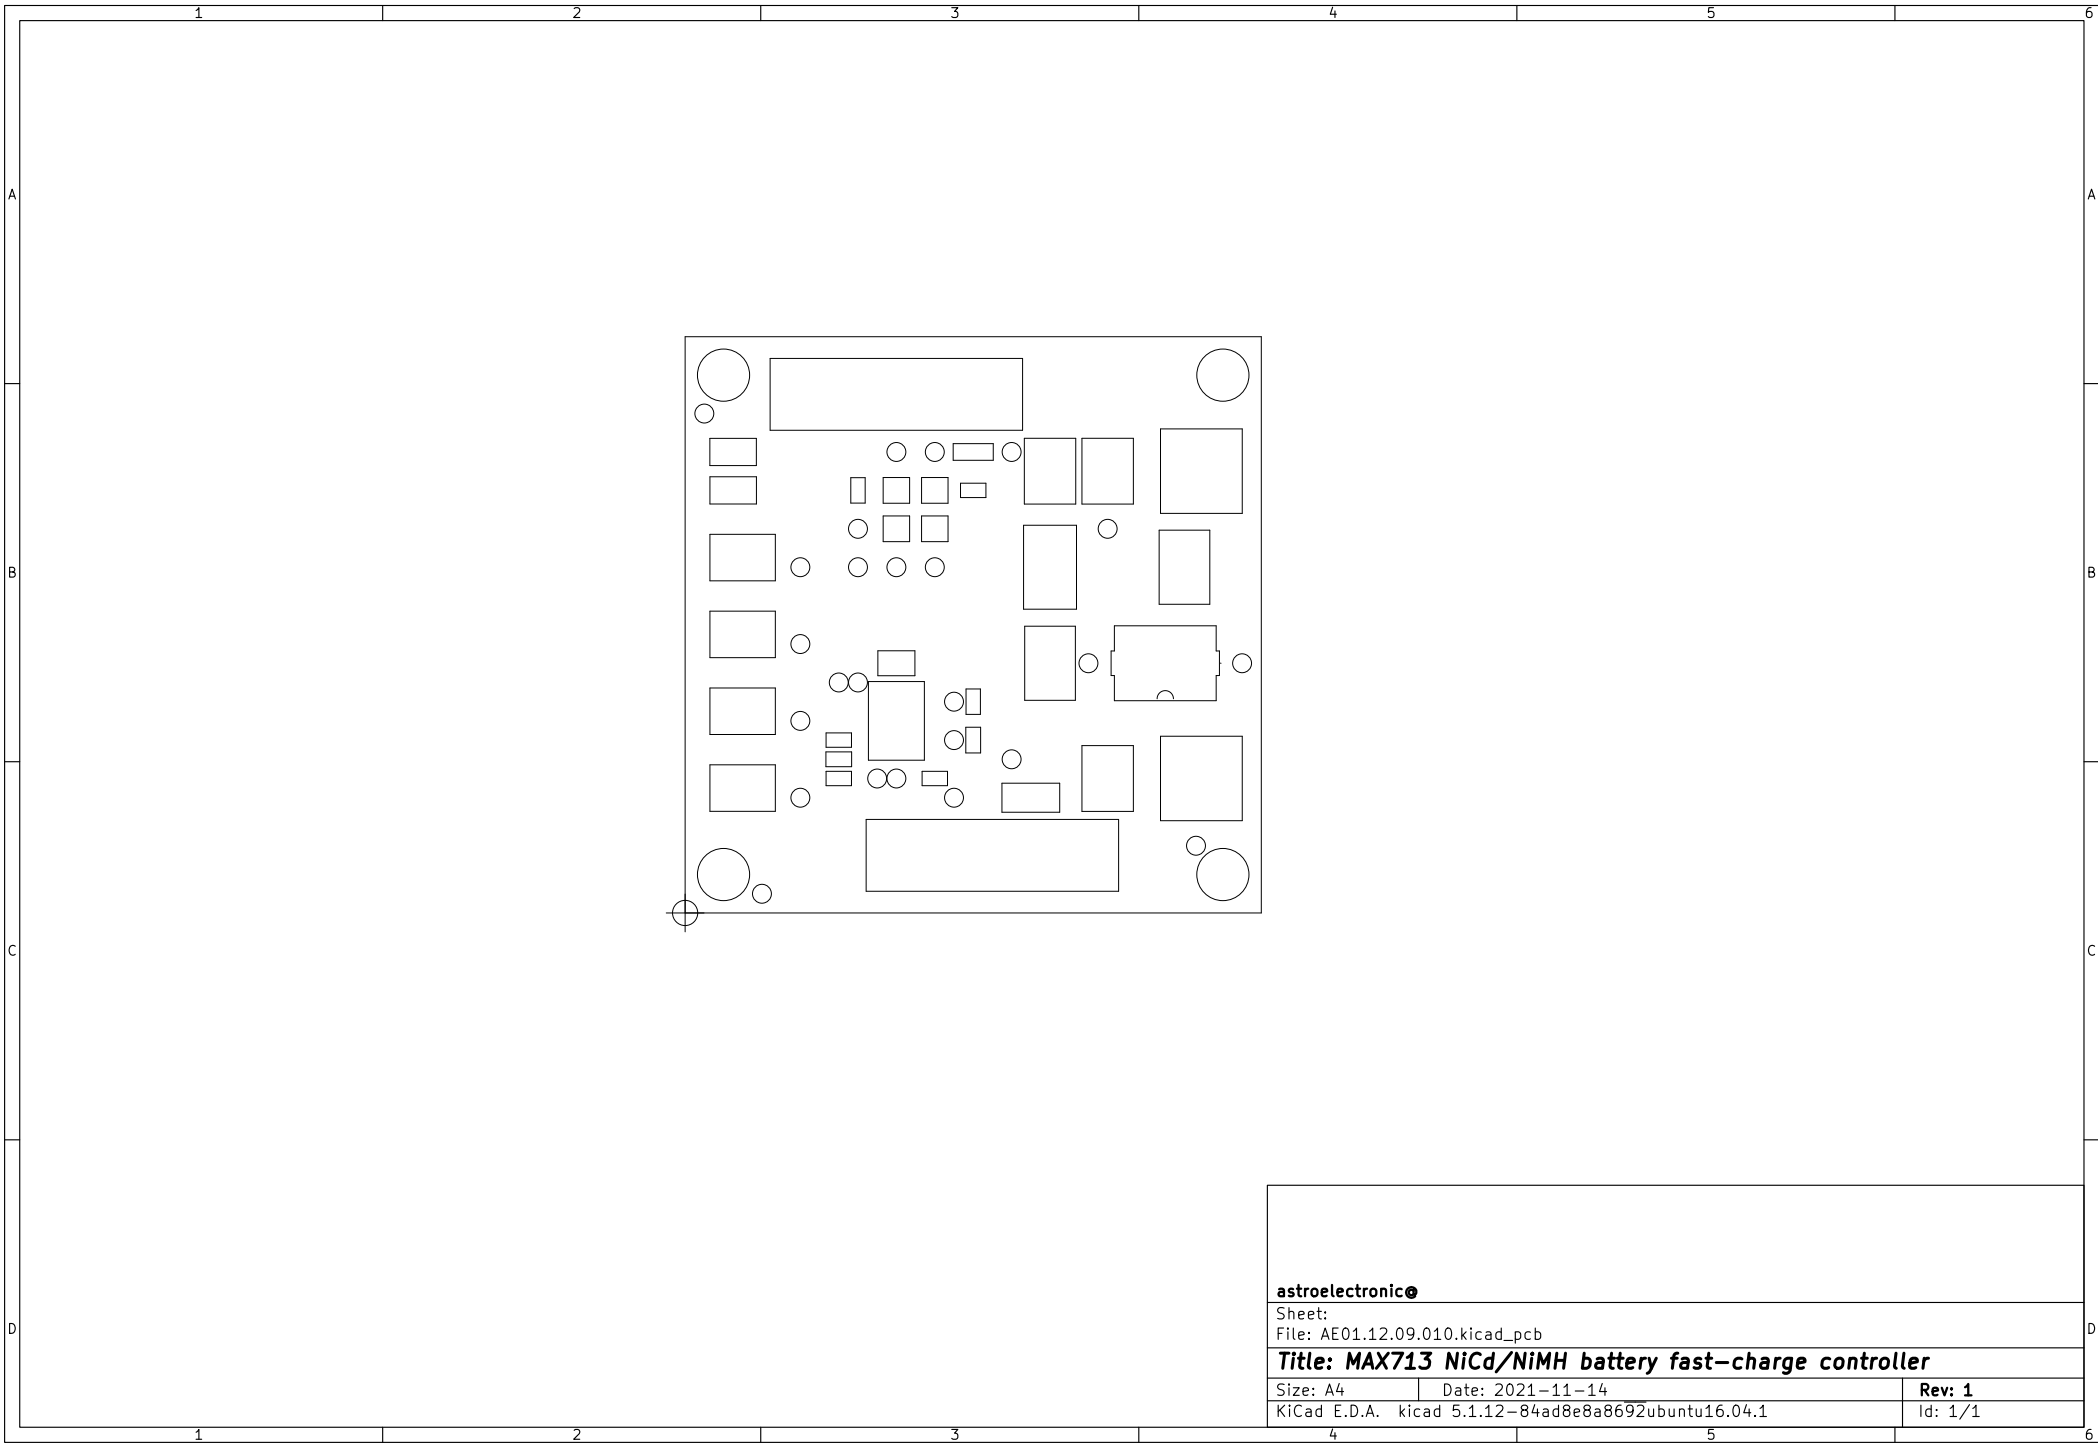 1 2 3 4 5 6
A A
B B
C C
D D
astroelectronic@
Sheet:
File: AE01.12.09.010.kicad_pcb
Title: MAX713 NiCd/NiMH battery fast-charge controller
Size: A4 Date: 2021-11-14 Rev: 1
KiCad E.D.A. kicad 5.1.12-84ad8e8a8692ubuntu16.04.1 Id: 1/1
1 2 3 4 5 6